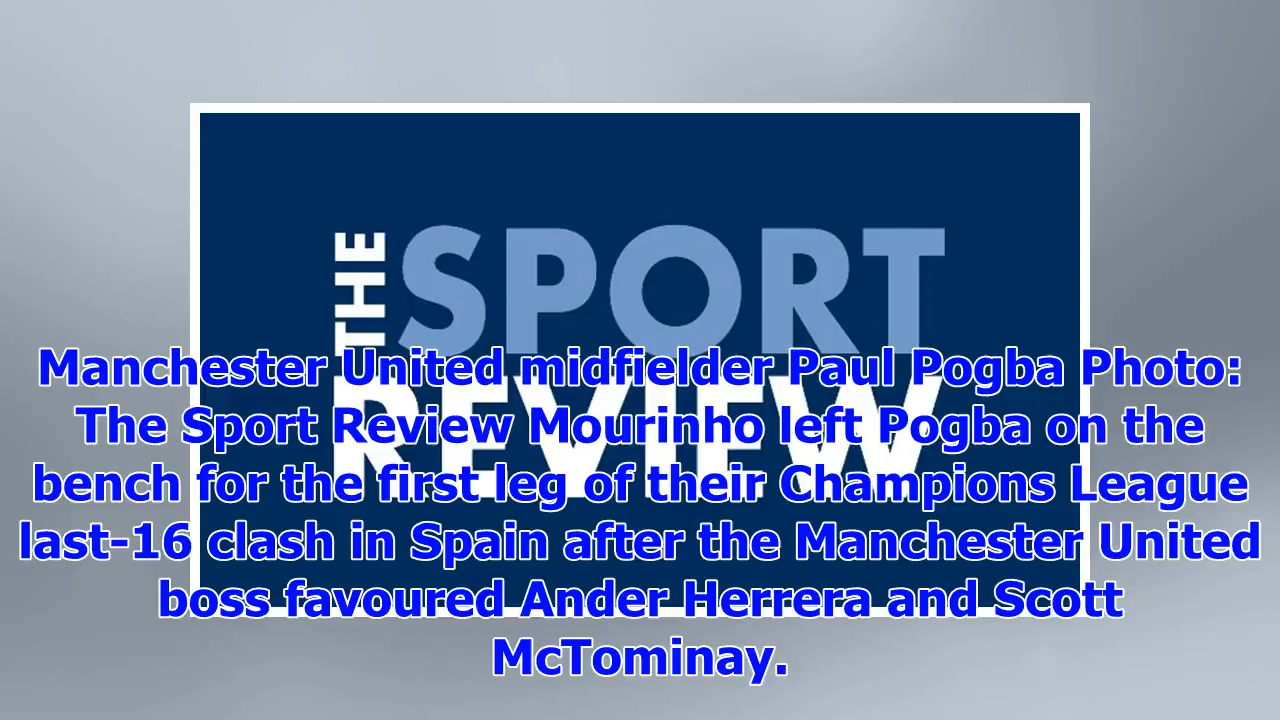 THE
SPORT
REVIEW
Manchester United midfielder Paul Pogba Photo:
The Sport Review Mourinho left Pogba on the
bench for the first leg of their Champions League
last-16 clash in Spain after the Manchester United
boss favoured Ander Herrera and Scott
McTominay.